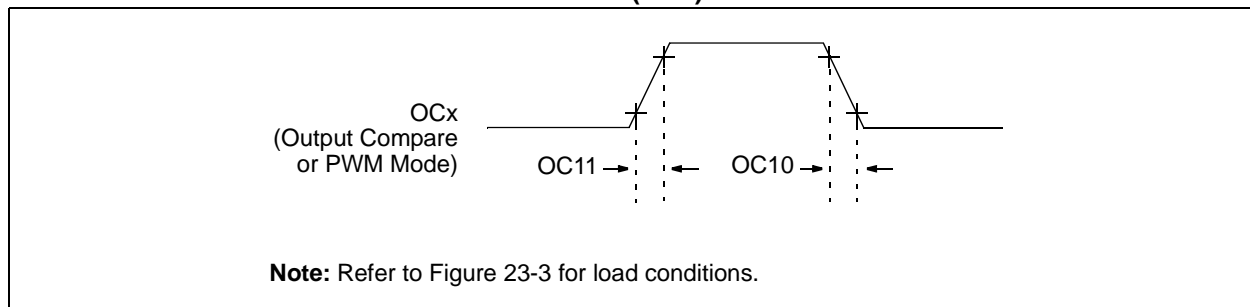 OCx
(Output Compare
or PWM Mode)
OC11
OC10
Note: Refer to Figure 23-3 for load conditions.